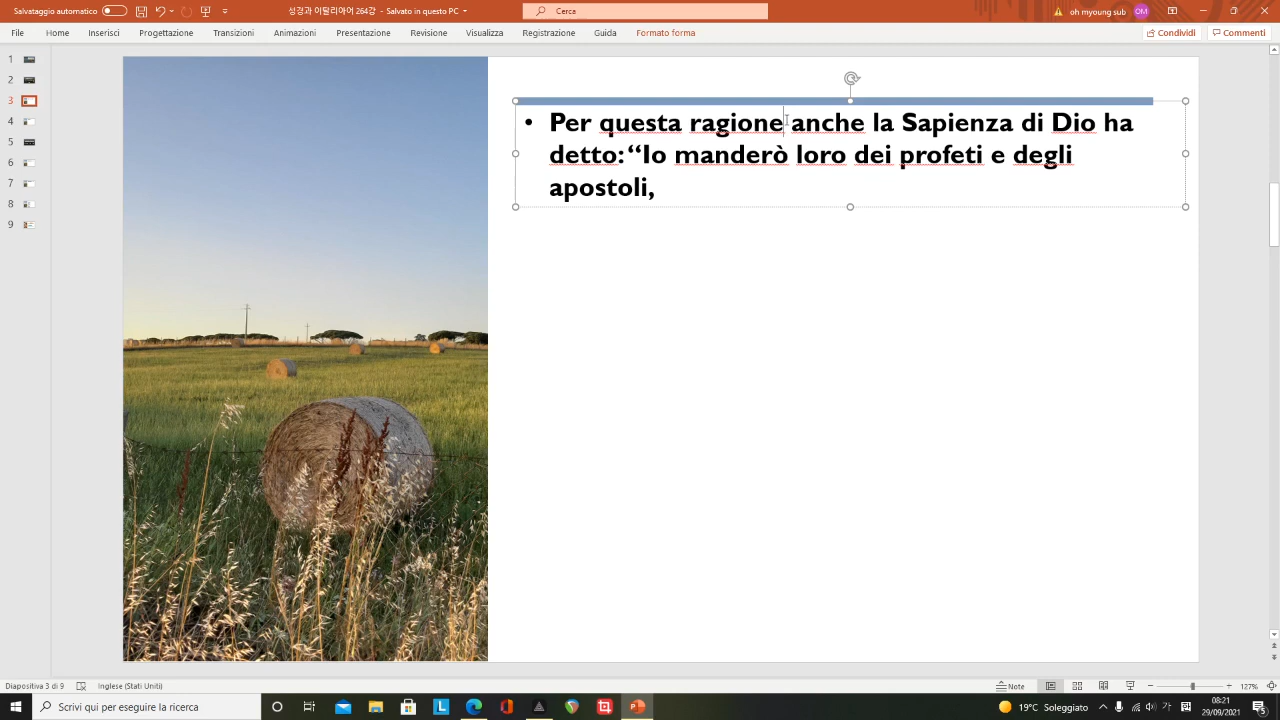 Salvataggio automatico
성경과 이탈리아어 264강 - Salvato in questo PC
Cerca
oh myoung sub
OM
File Home Inserisci Progettazione Transizioni Animazioni Presentazione Revisione Visualizza Registrazione Guida Formato forma
Condividi
Commenti
1
2
3
4
5
6
7
8
9
• Per questa ragione anche la Sapienza di Dio ha
detto: “Io manderò loro dei profeti e degli
apostoli,
Diapositiva 3 di 9
Inglese (Stati Uniti)
Note
127%
Scrivi qui per eseguire la ricerca
19°C Soleggiato
가
08:21
29/09/2021